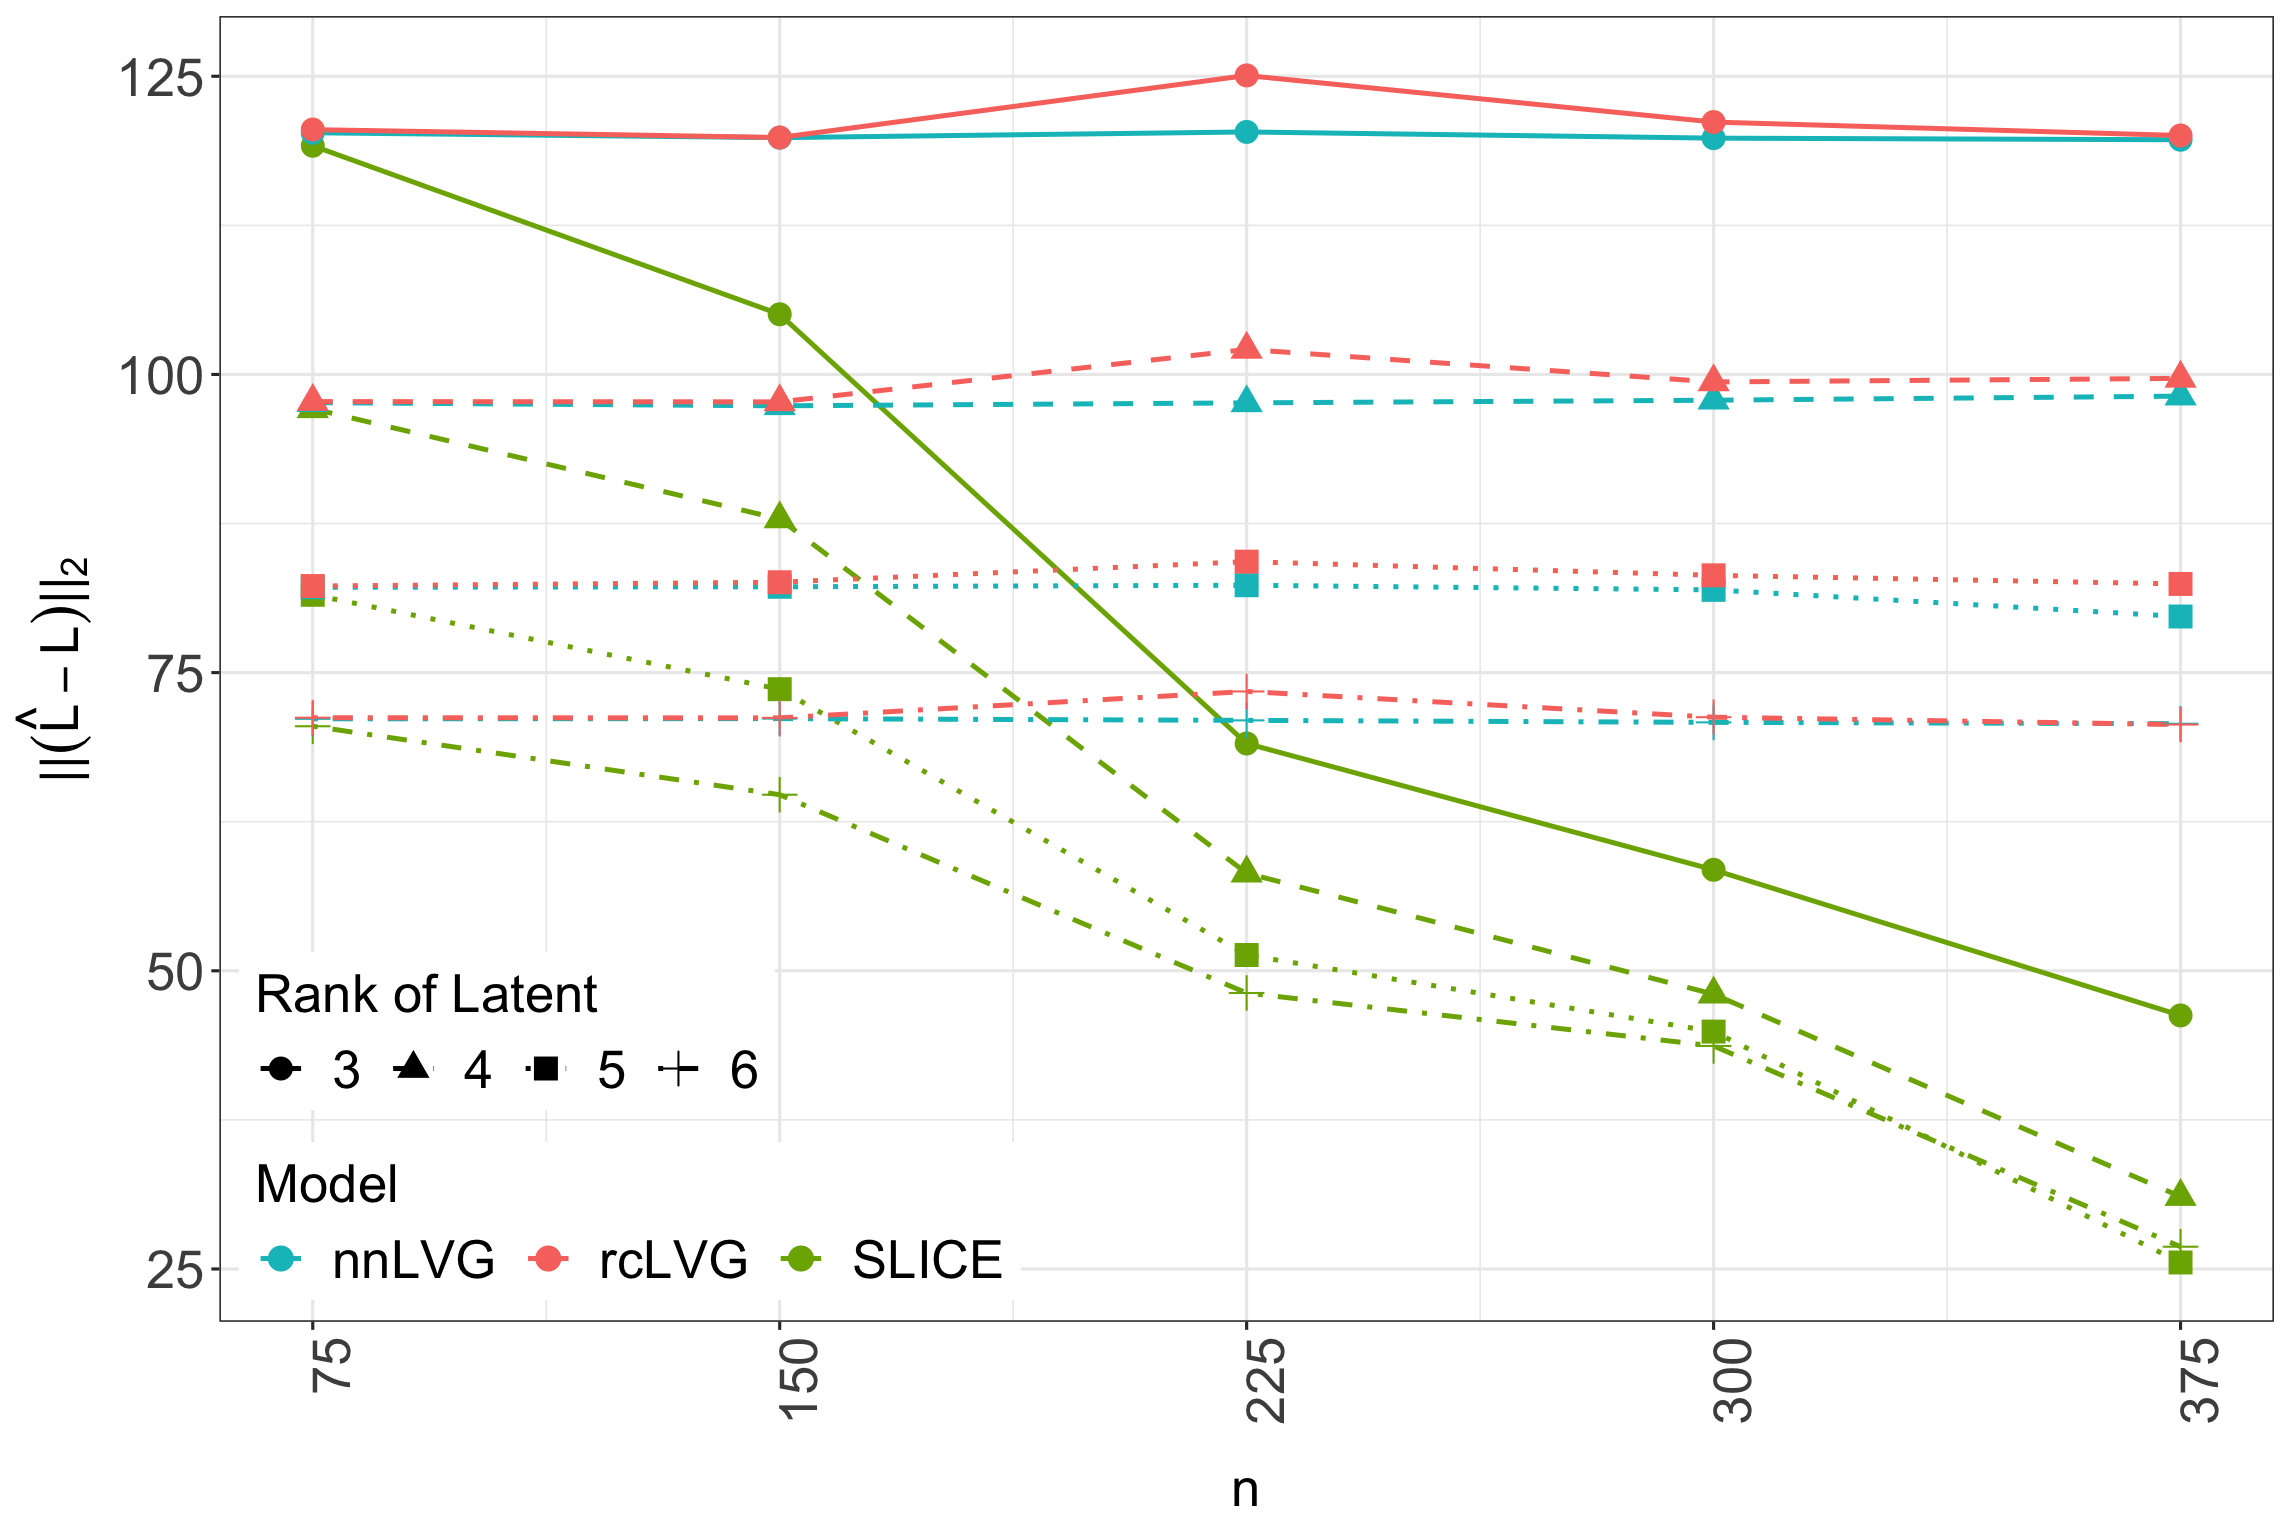 ||(L̂ − L)||₂
125
100
75
50
25
Rank of Latent
3 4 5 6
Model
nnLVG rcLVG SLICE
75 150 225 300 375
n